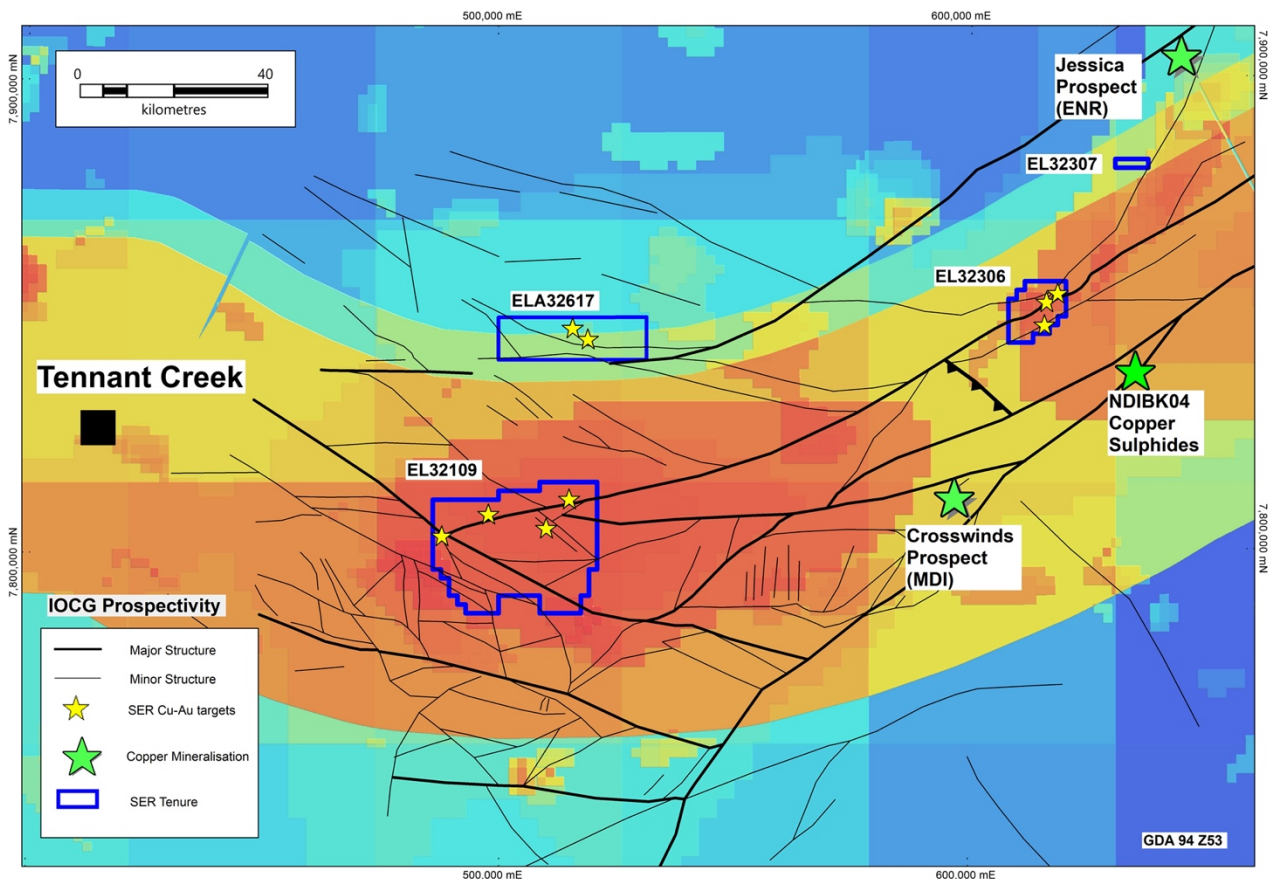 500,000 mE
600,000 mE
7,900,000 mN
7,900,000 mN
0
40
kilometres
Jessica
Prospect
(ENR)
EL32307
EL32306
ELA32617
Tennant Creek
NDIBK04
Copper
Sulphides
EL32109
Crosswinds
Prospect
(MDI)
7,800,000 mN
7,800,000 mN
IOCG Prospectivity
Major Structure
Minor Structure
SER Cu-Au targets
Copper Mineralisation
SER Tenure
GDA 94 Z53
500,000 mE
600,000 mE